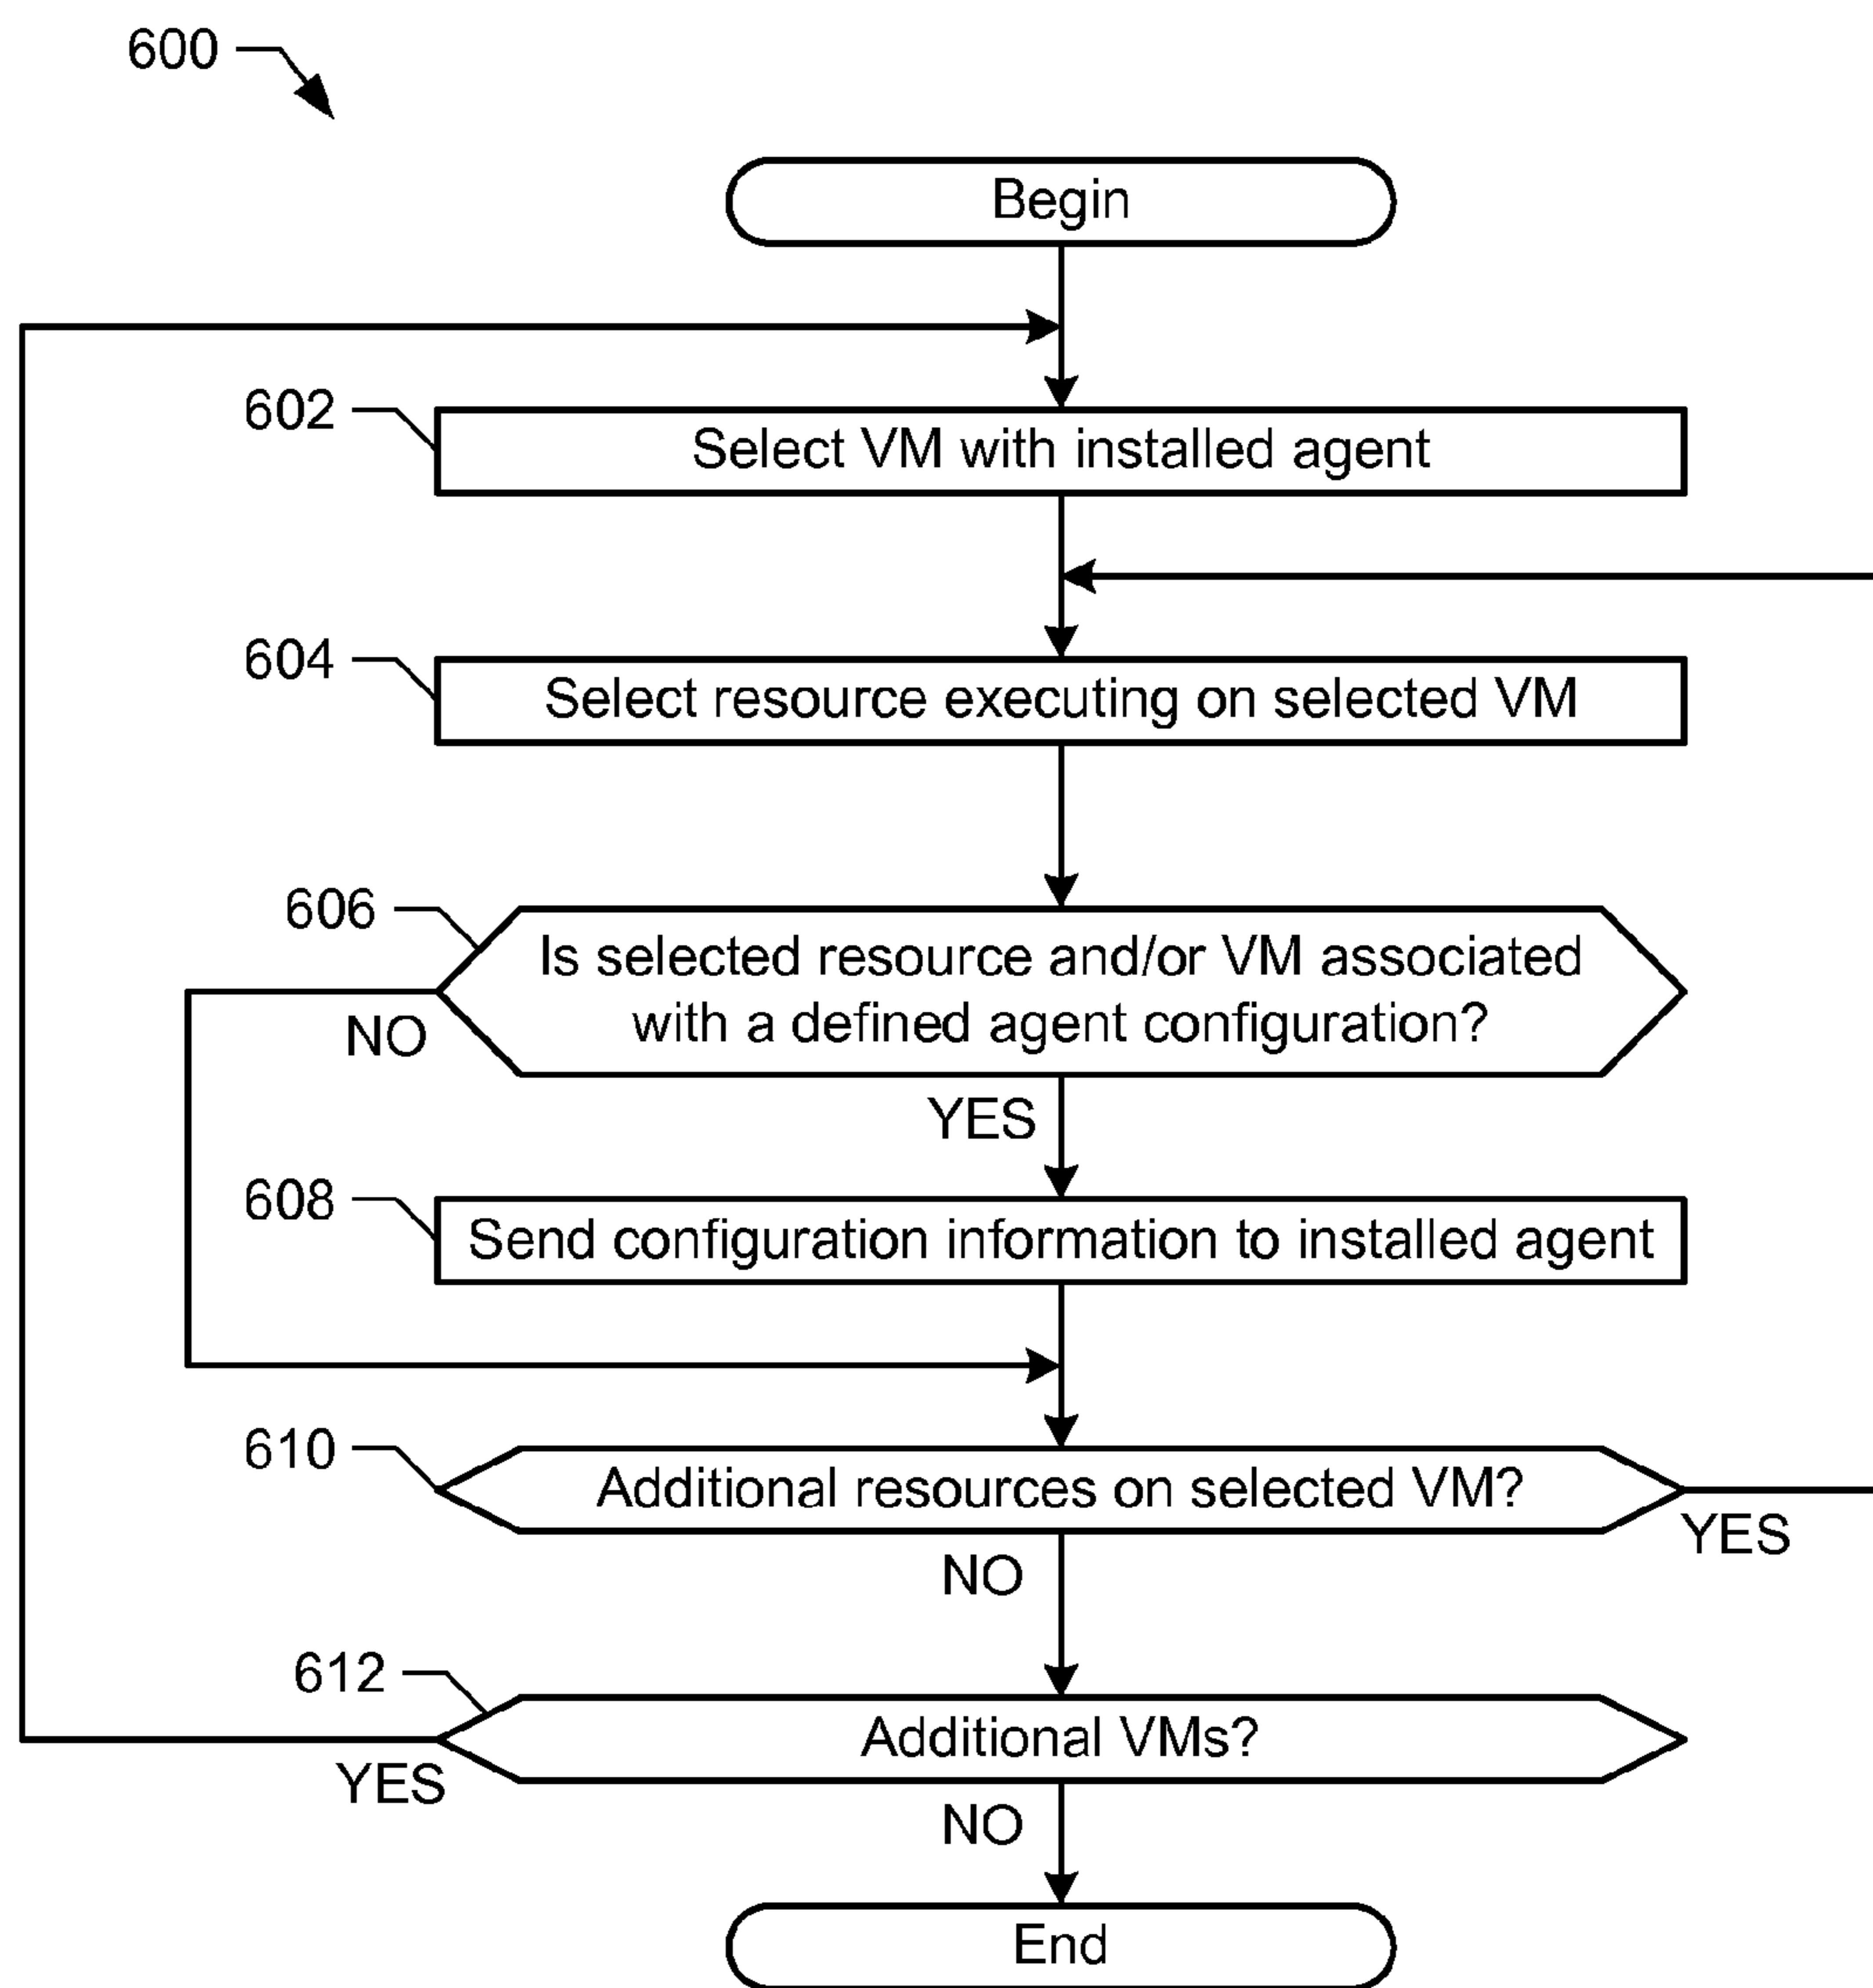 600
Begin
602
Select VM with installed agent
604
Select resource executing on selected VM
606
Is selected resource and/or VM associated
with a defined agent configuration?
NO
YES
608
Send configuration information to installed agent
610
Additional resources on selected VM?
YES
NO
612
Additional VMs?
YES
NO
End